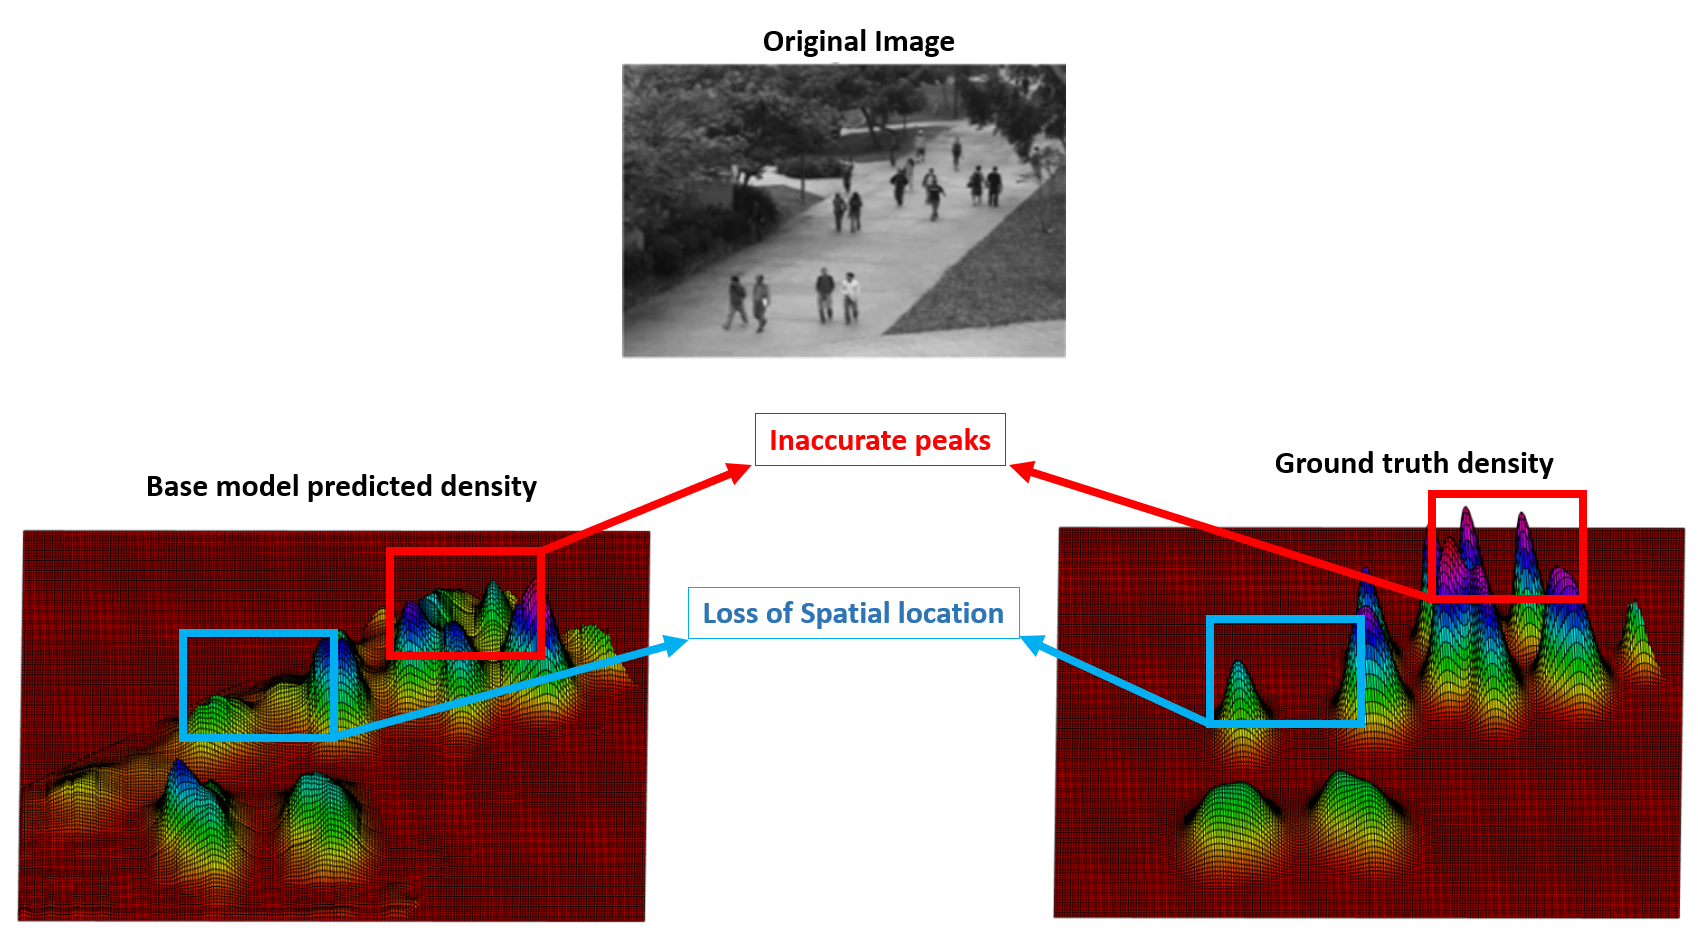 Original Image
Inaccurate peaks
Base model predicted density
Ground truth density
Loss of Spatial location